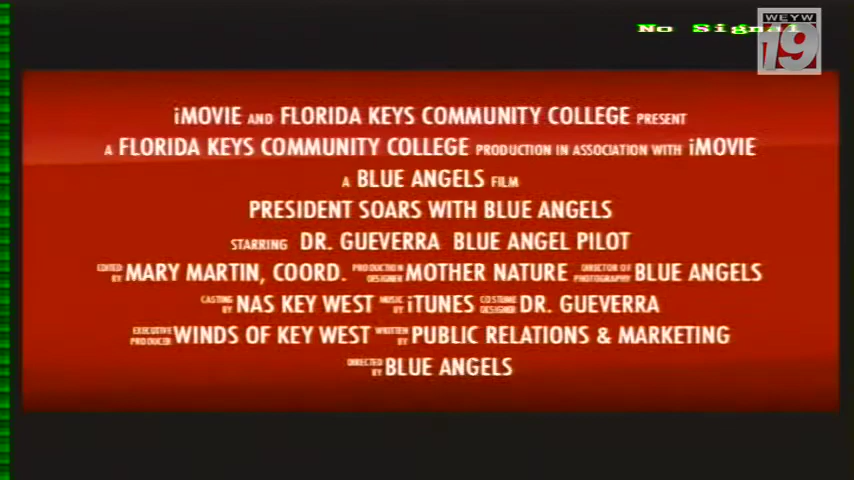 WEYW
19
No Signal
iMOVIE AND FLORIDA KEYS COMMUNITY COLLEGE PRESENT
A FLORIDA KEYS COMMUNITY COLLEGE PRODUCTION IN ASSOCIATION WITH iMOVIE
A BLUE ANGELS FILM
PRESIDENT SOARS WITH BLUE ANGELS
STARRING DR. GUEVERRA BLUE ANGEL PILOT
EDITED BY MARY MARTIN, COORD. PRODUCTION DESIGNER MOTHER NATURE DIRECTOR OF PHOTOGRAPHY BLUE ANGELS
CASTING BY NAS KEY WEST MUSIC BY iTUNES COSTUME DESIGNER DR. GUEVERRA
EXECUTIVE PRODUCER WINDS OF KEY WEST WRITTEN BY PUBLIC RELATIONS & MARKETING
DIRECTED BY BLUE ANGELS